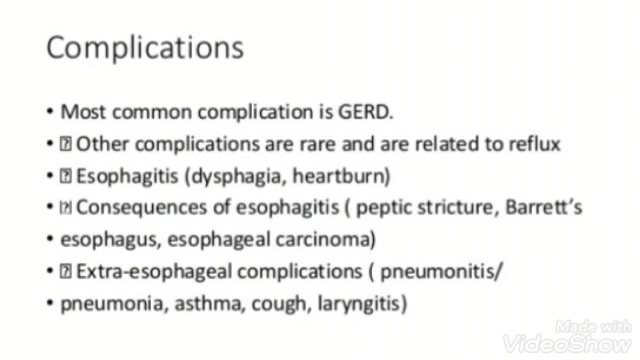 Complications
• Most common complication is GERD.
• ⍰ Other complications are rare and are related to reflux
• ⍰ Esophagitis (dysphagia, heartburn)
• ⍰ Consequences of esophagitis ( peptic stricture, Barrett’s
• esophagus, esophageal carcinoma)
• ⍰ Extra-esophageal complications ( pneumonitis/
• pneumonia, asthma, cough, laryngitis)
Made with
VideoShow